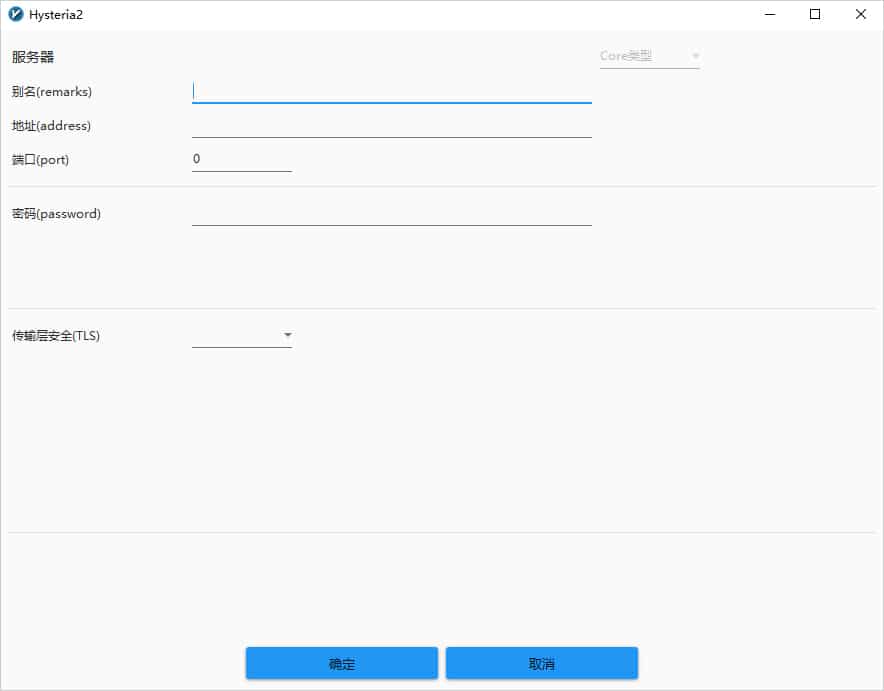 Hysteria2
服务器 Core类型
别名(remarks)
地址(address)
端口(port) 0
密码(password)
传输层安全(TLS)
确定 取消